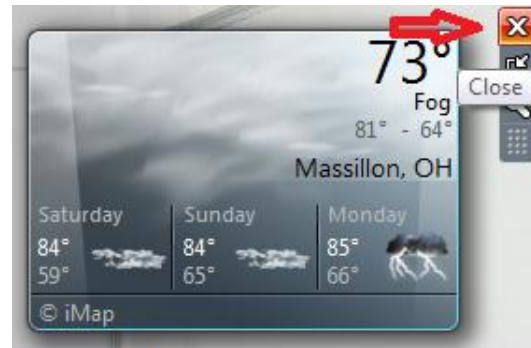 73°
Close
Fog
81° - 64°
Massillon, OH
Saturday Sunday Monday
84° 84° 85°
59° 65° 66°
© iMap